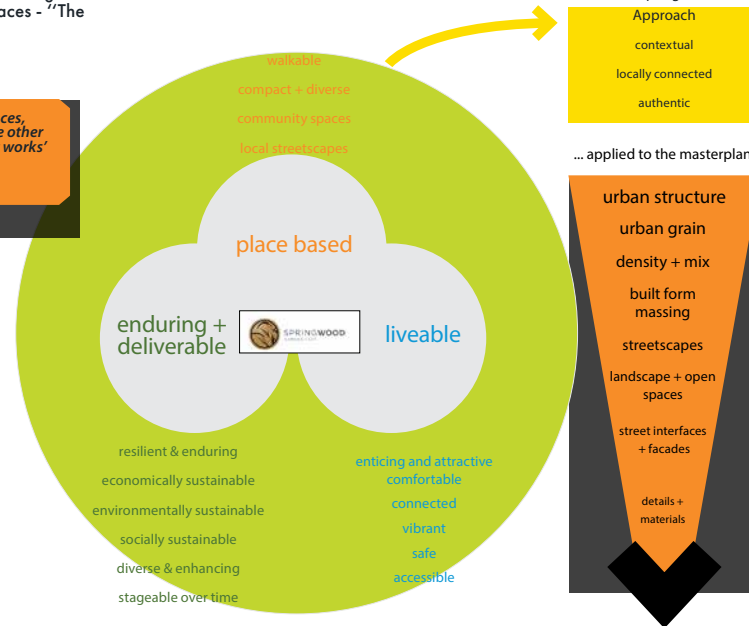 aces - ‘‘The
ces,
e other
works’
walkable
compact + diverse
community spaces
local streetscapes
place based
enduring +
deliverable
SPRINGWOOD
liveable
resilient & enduring
economically sustainable
environmentally sustainable
socially sustainable
diverse & enhancing
stageable over time
enticing and attractive
comfortable
connected
vibrant
safe
accessible
Approach
contextual
locally connected
authentic
... applied to the masterplan
urban structure
urban grain
density + mix
built form
massing
streetscapes
landscape + open
spaces
street interfaces
+ facades
details +
materials